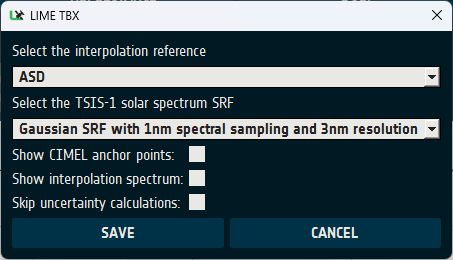 LIME TBX
Select the interpolation reference
ASD
Select the TSIS-1 solar spectrum SRF
Gaussian SRF with 1nm spectral sampling and 3nm resolution
Show CIMEL anchor points:
Show interpolation spectrum:
Skip uncertainty calculations:
SAVE CANCEL